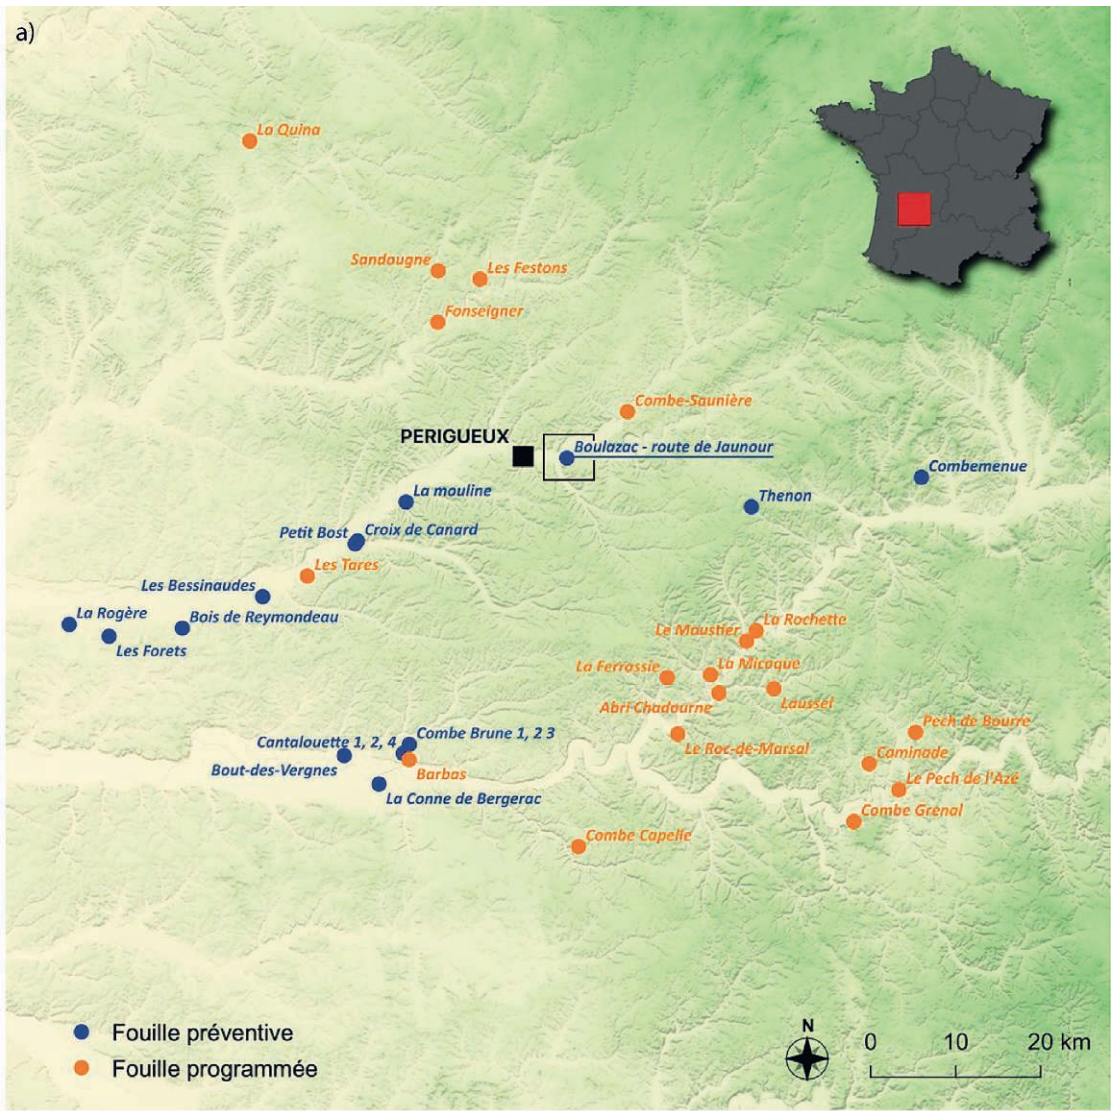 a)
La Quina
Sandougne
Les Festons
Fonseigner
Combe-Saunière
PERIGUEUX
Boulazac - route de Jaunour
Combemenue
La mouline
Thenon
Petit Bost
Croix de Canard
Les Tares
Les Bessinaudes
La Rogère
Bois de Reymondeau
Les Forets
La Rochette
Le Moustier
La Ferrassie
La Micoque
Abri Chadourne
Laussel
Pech de Bourre
Le Roc-de-Marsal
Combe Brune 1, 2 3
Cantalouette 1, 2, 4
Caminade
Bout-des-Vergnes
Barbas
Le Pech de l'Azé
La Conne de Bergerac
Combe Grenal
Combe Capelle
Fouille préventive
Fouille programmée
N
0 10 20 km